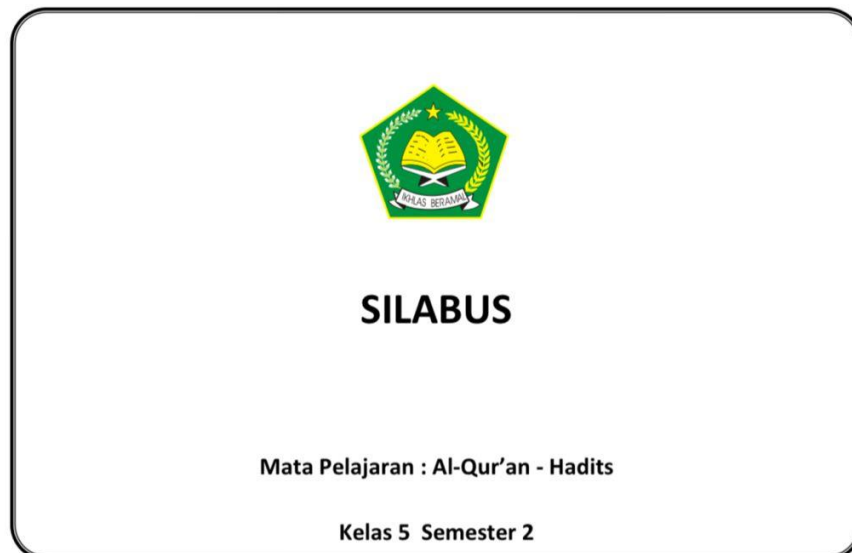 IKHLAS BERAMAL
SILABUS
Mata Pelajaran : Al-Qur’an - Hadits
Kelas 5 Semester 2